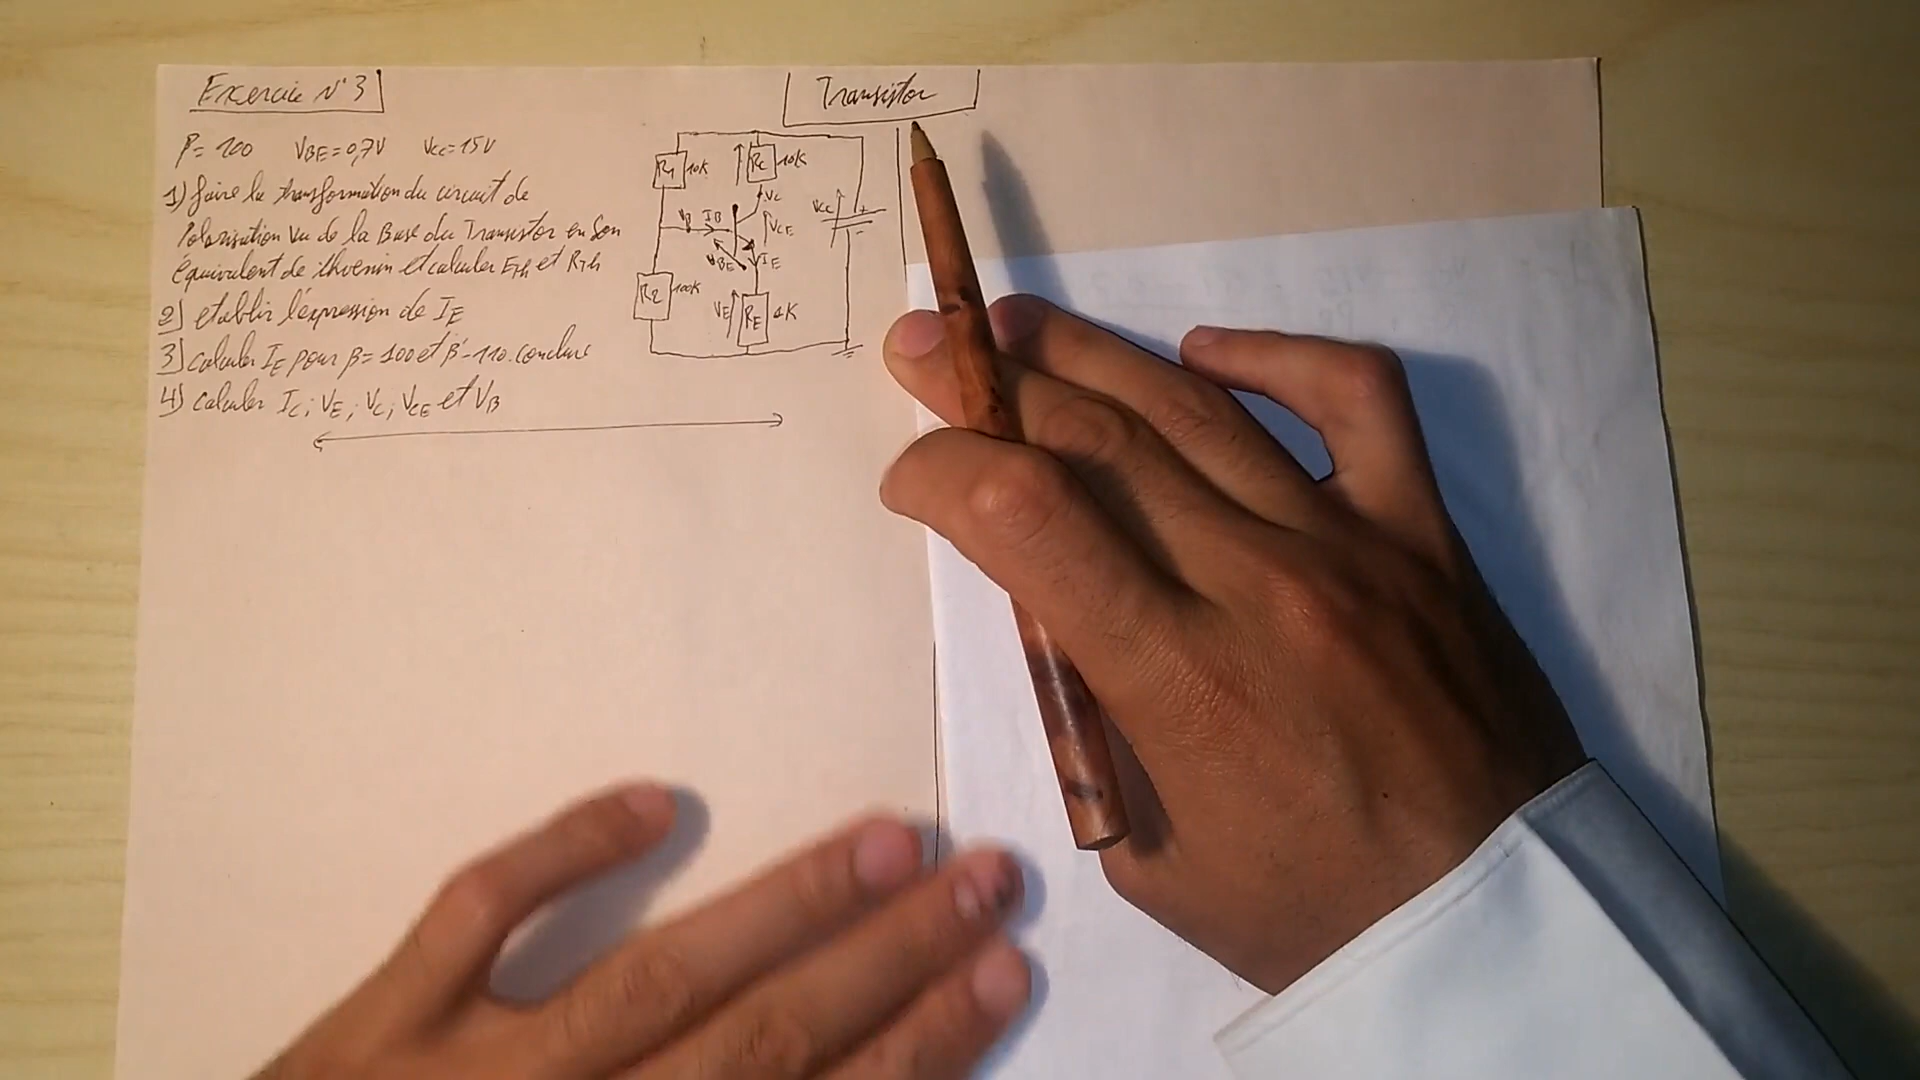 Exercice N°3
Transistor
β = 100 VBE = 0,7V VCC = 15V
1) faire la transformation du circuit de
Polarisation vu de la Base du Transistor en Son
équivalent de thvenin et calculer ETh et RTh
2) etablir l'éxpression de IE
3) calculer IE pour β = 100 et β' = 110. conclure
4) calculer IC ; VE ; VC ; VCE et VB
R1 10K
RC 10K
VC
VB IB
VCE
VCC
+
-
VBE
IE
R2 100K
VE
RE 1K